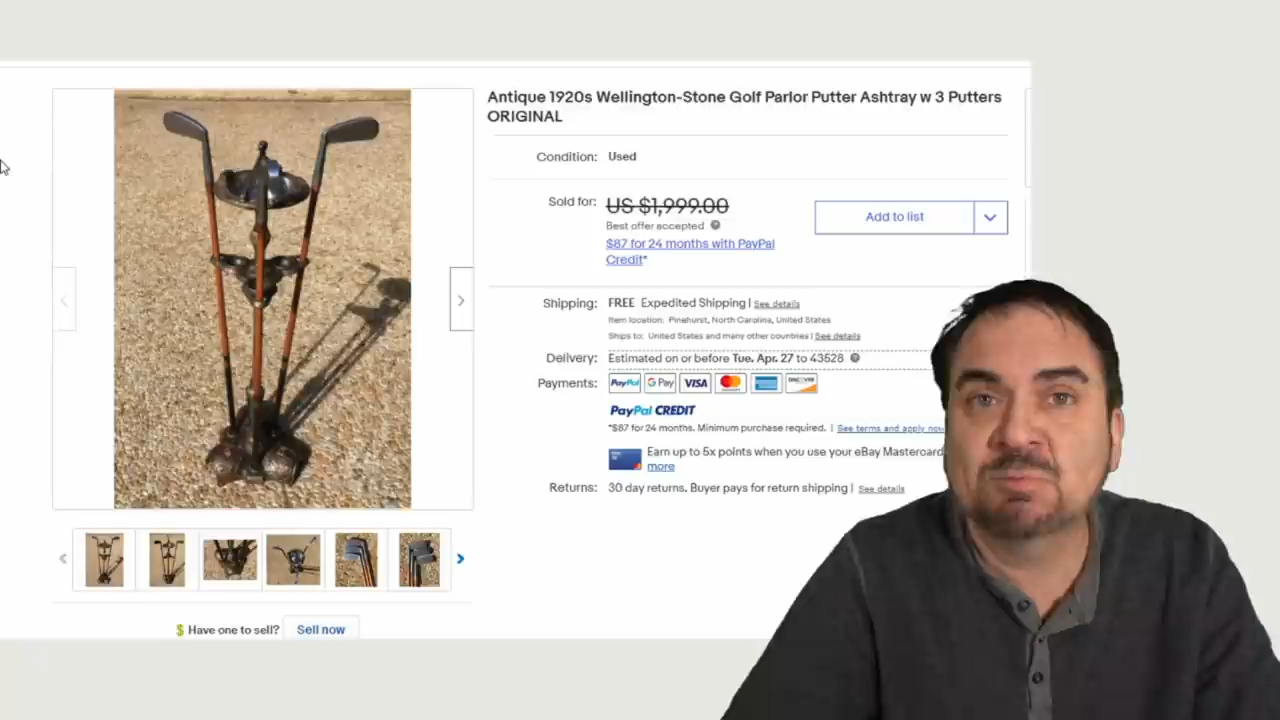 Antique 1920s Wellington-Stone Golf Parlor Putter Ashtray w 3 Putters
ORIGINAL
Condition: Used
Sold for: US $1,999.00
Best offer accepted
$87 for 24 months with PayPal
Credit*
Add to list
Shipping: FREE Expedited Shipping | See details
Item location: Pinehurst, North Carolina, United States
Ships to: United States and many other countries | See details
Delivery: Estimated on or before Tue. Apr. 27 to 43528
Payments: PayPal G Pay VISA DISCOVER
PayPal CREDIT
*$87 for 24 months. Minimum purchase required. | See terms and apply now
Earn up to 5x points when you use your eBay Mastercard
more
Returns: 30 day returns. Buyer pays for return shipping | See details
$ Have one to sell? Sell now